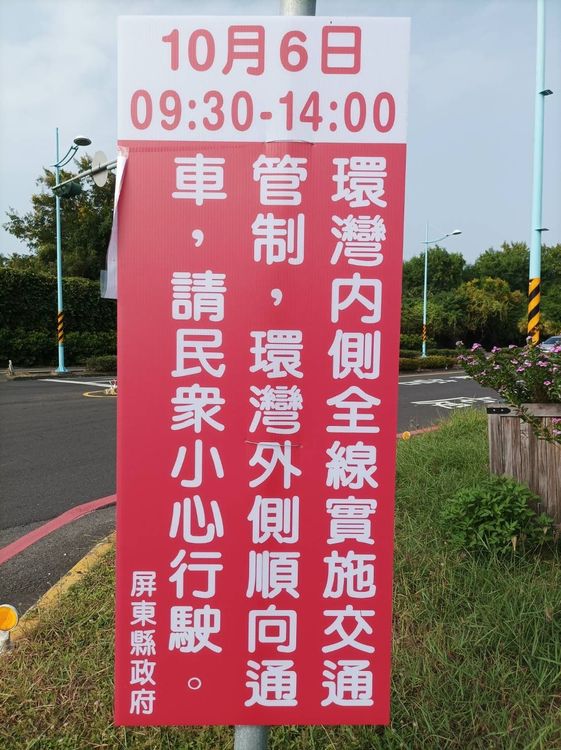 10月6日
09:30-14:00
環灣內側全線實施交通
管制，環灣外側順向通
車，請民眾小心行駛。
屏東縣政府